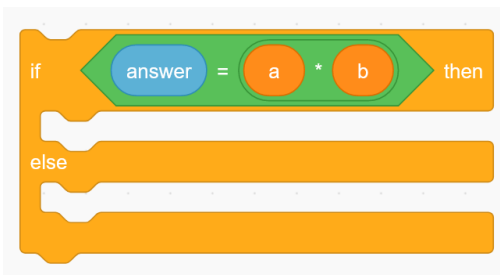 if answer = a * b then
else